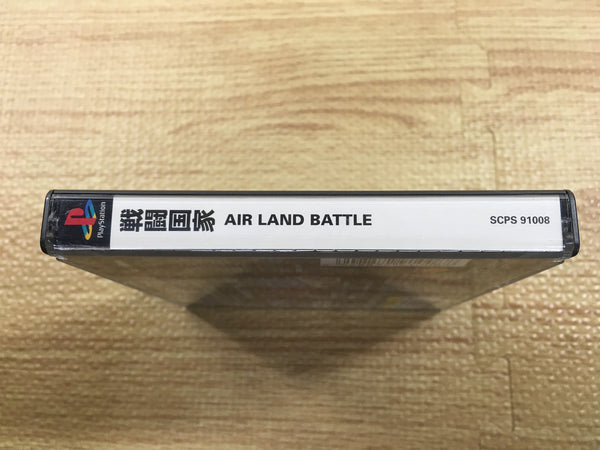 PlayStation
戦闘国家 AIR LAND BATTLE
SCPS 91008